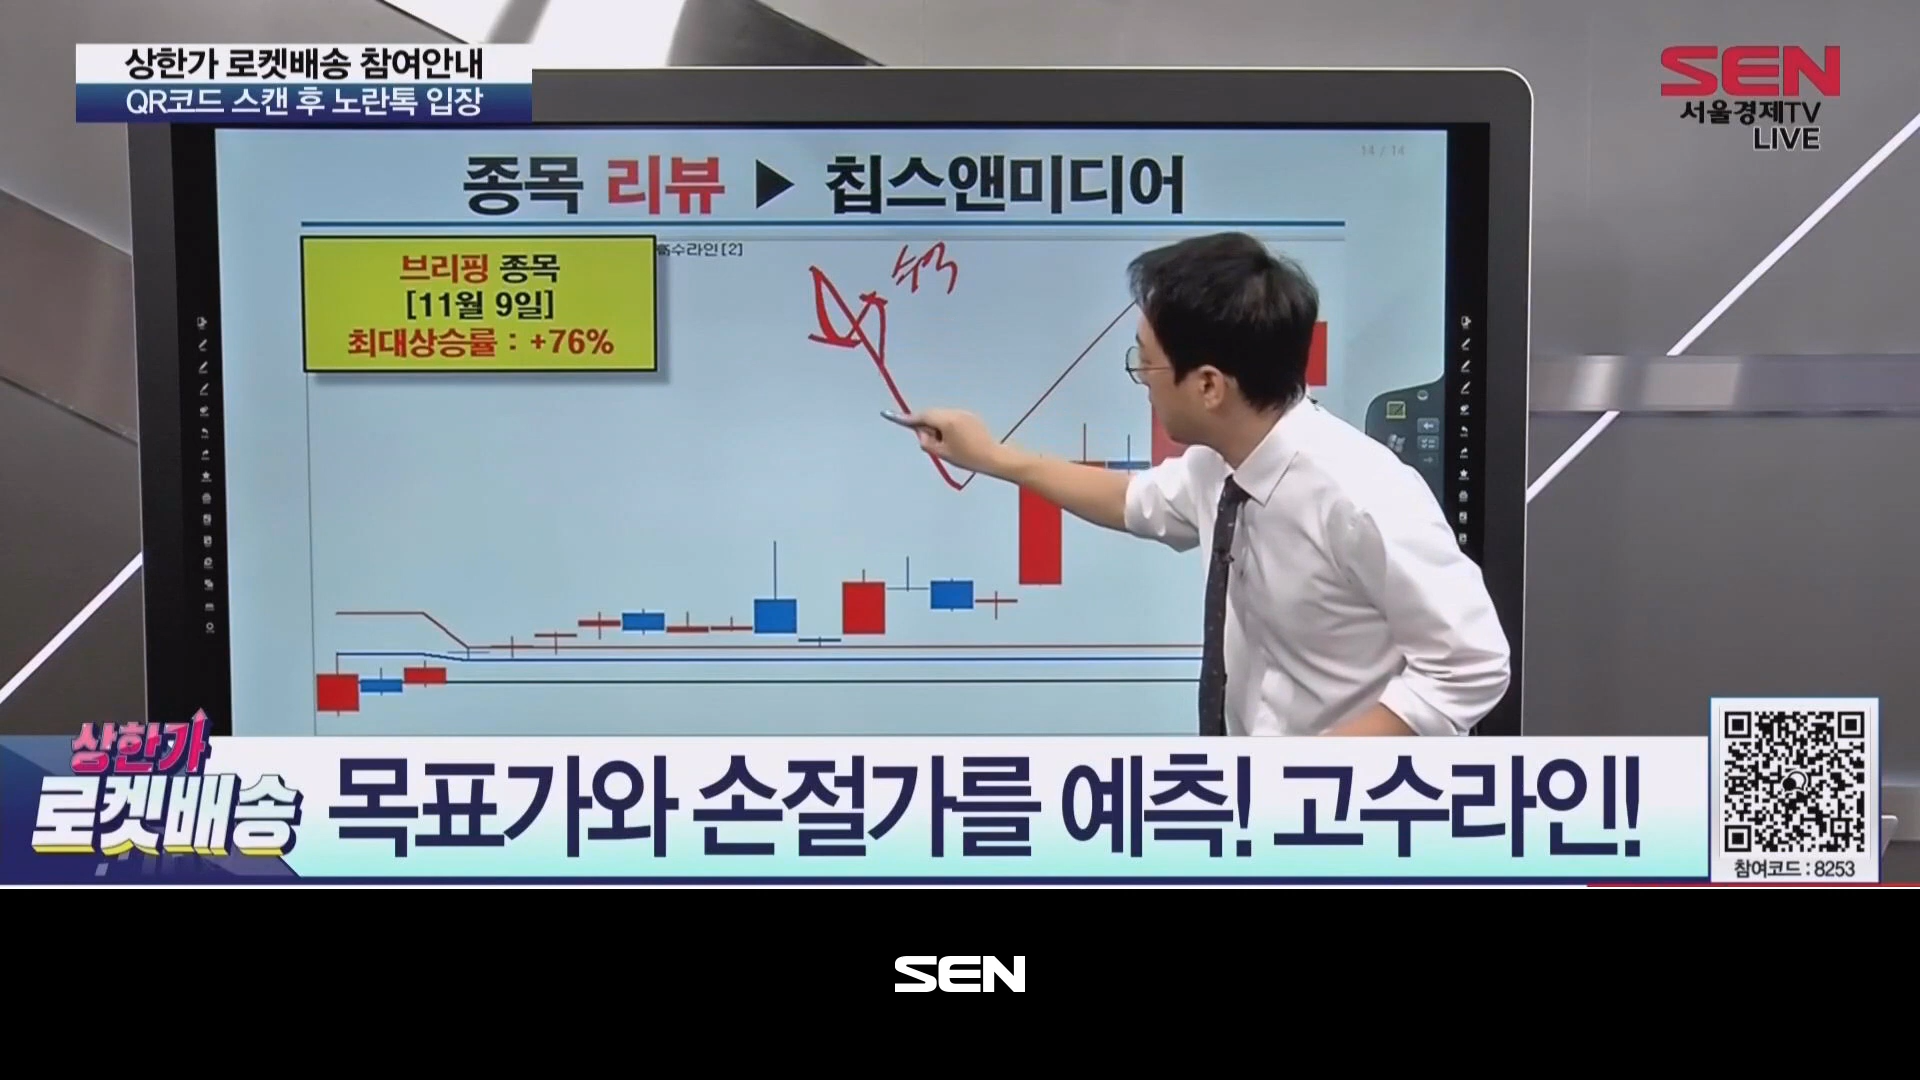 상한가 로켓배송 참여안내
QR코드 스캔 후 노란톡 입장
SEN
서울경제TV
LIVE
14 / 14
종목 리뷰 ▶ 칩스앤미디어
수라인[2]
브리핑 종목
[11월 9일]
최대상승률 : +76%
상한가
로켓배송
목표가와 손절가를 예측! 고수라인!
참여코드 : 8253
SEN